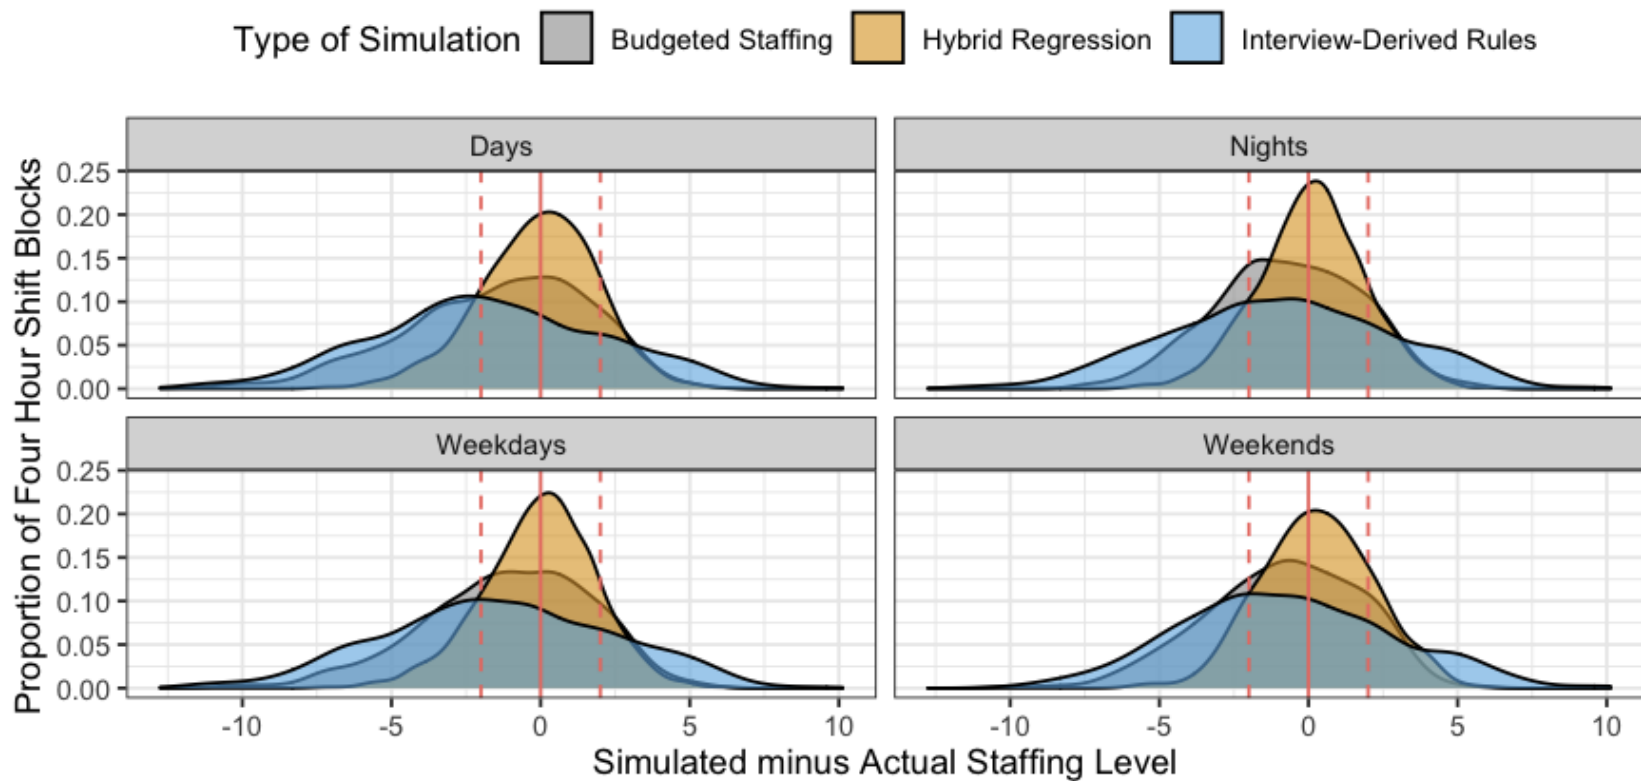 Type of Simulation Budgeted Staffing Hybrid Regression Interview-Derived Rules
Proportion of Four Hour Shift Blocks
Days
Nights
0.25
0.20
0.15
0.10
0.05
0.00
Weekdays
Weekends
0.25
0.20
0.15
0.10
0.05
0.00
-10 -5 0 5 10 -10 -5 0 5 10
Simulated minus Actual Staffing Level